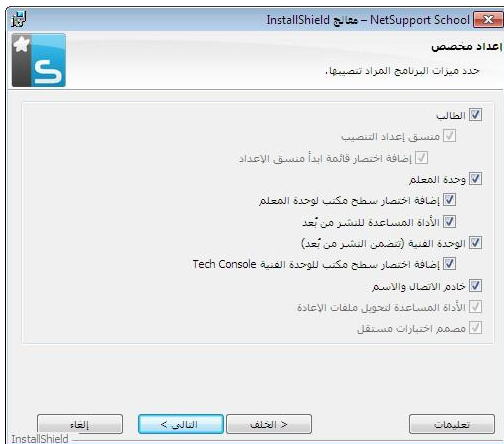 NetSupport School – معالج InstallShield
إعداد مخصص
حدد ميزات البرنامج المراد تنصيبها.
الطالب
منسق إعداد التنصيب
إضافة اختصار قائمة ابدأ منسق الإعداد
وحدة المعلم
إضافة اختصار سطح مكتب لوحدة المعلم
الأداة المساعدة للنشر من بُعد
الوحدة الفنية (تتضمن النشر من بُعد)
إضافة اختصار سطح مكتب للوحدة الفنية Tech Console
خادم الاتصال والاسم
الأداة المساعدة لتحويل ملفات الإعادة
مصمم اختبارات مستقل
InstallShield
تعليمات
< الخلف
التالي >
إلغاء